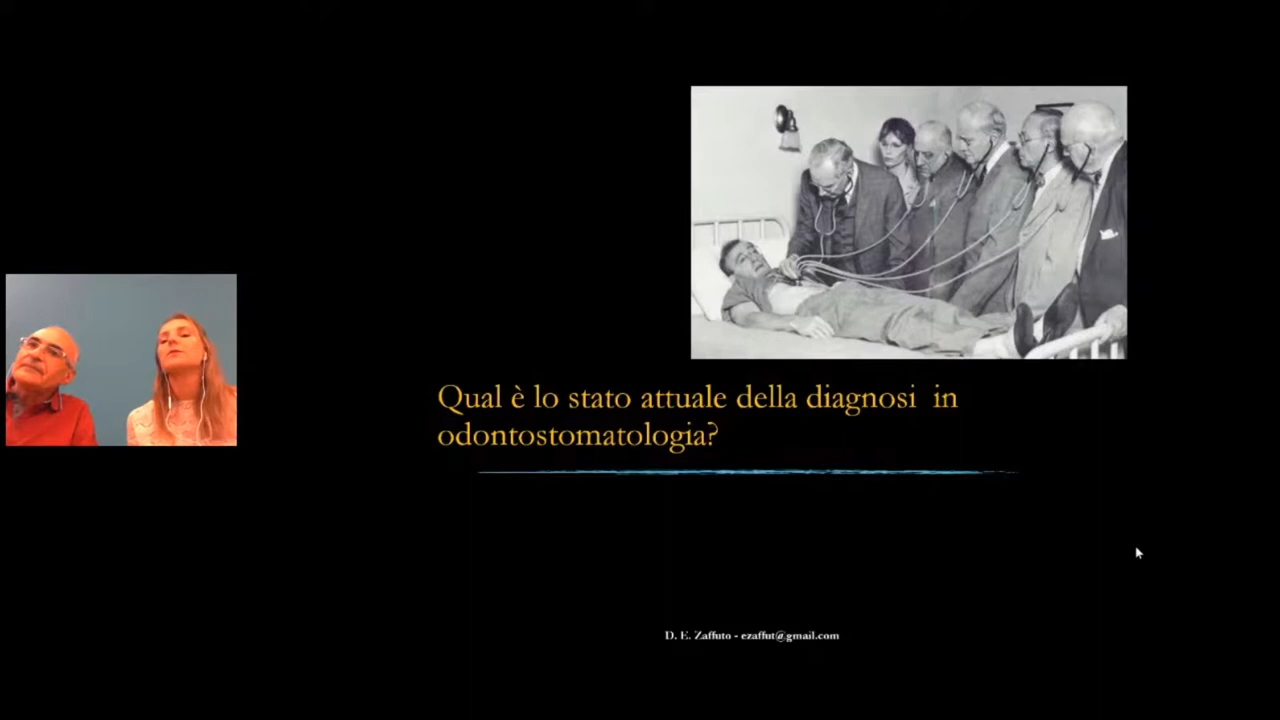 Qual è lo stato attuale della diagnosi in
odontostomatologia?
D. E. Zaffuto - ezaffut@gmail.com